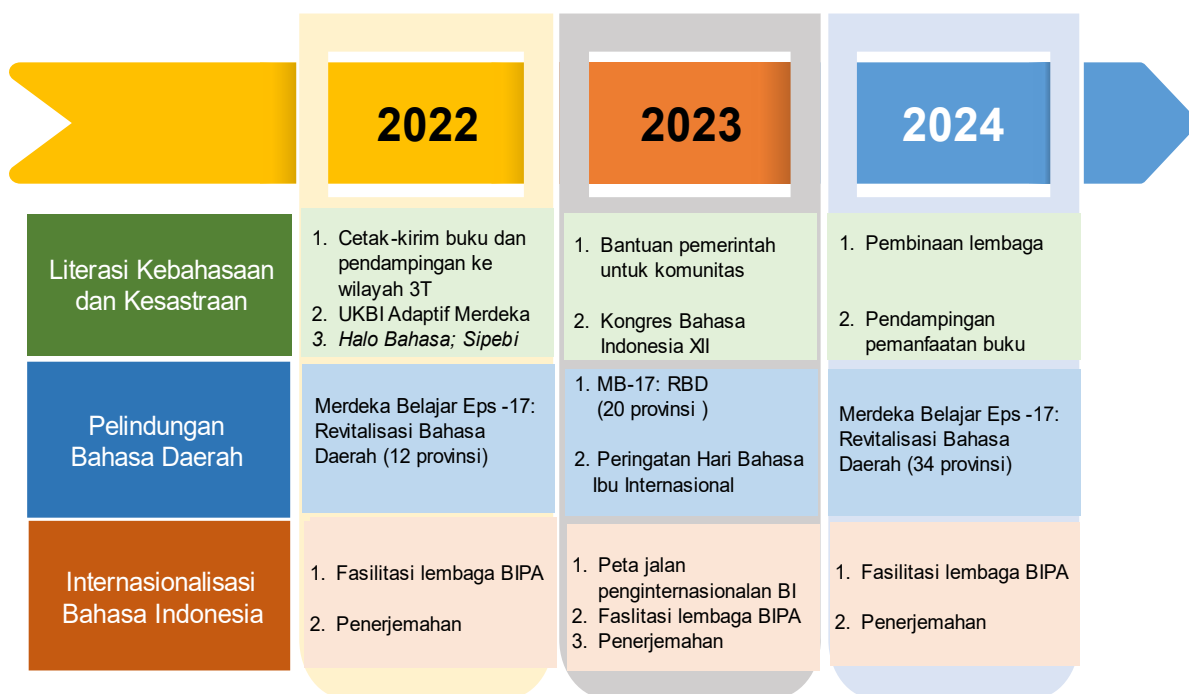 2022
2023
2024
Literasi Kebahasaan
dan Kesastraan
1. Cetak-kirim buku dan
pendampingan ke
wilayah 3T
2. UKBI Adaptif Merdeka
3. Halo Bahasa; Sipebi
1. Bantuan pemerintah
untuk komunitas
2. Kongres Bahasa
Indonesia XII
1. Pembinaan lembaga
2. Pendampingan
pemanfaatan buku
Pelindungan
Bahasa Daerah
Merdeka Belajar Eps -17:
Revitalisasi Bahasa
Daerah (12 provinsi)
1. MB-17: RBD
(20 provinsi )
2. Peringatan Hari Bahasa
Ibu Internasional
Merdeka Belajar Eps -17:
Revitalisasi Bahasa
Daerah (34 provinsi)
Internasionalisasi
Bahasa Indonesia
1. Fasilitasi lembaga BIPA
2. Penerjemahan
1. Peta jalan
penginternasionalan BI
2. Faslitasi lembaga BIPA
3. Penerjemahan
1. Fasilitasi lembaga BIPA
2. Penerjemahan